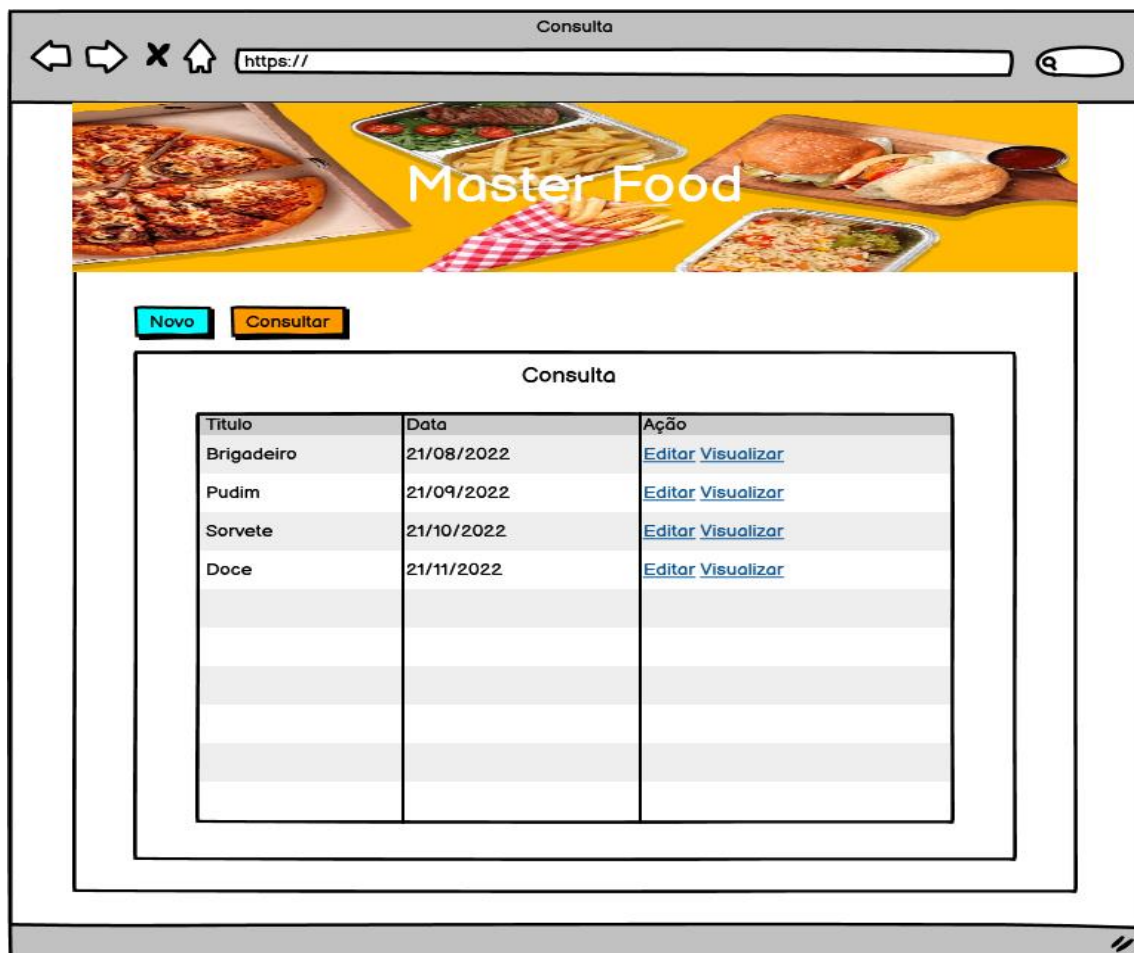 Consulta
https://
Master Food
Novo Consultar
Consulta
Titulo Data Ação
Brigadeiro 21/08/2022 Editar Visualizar
Pudim 21/09/2022 Editar Visualizar
Sorvete 21/10/2022 Editar Visualizar
Doce 21/11/2022 Editar Visualizar